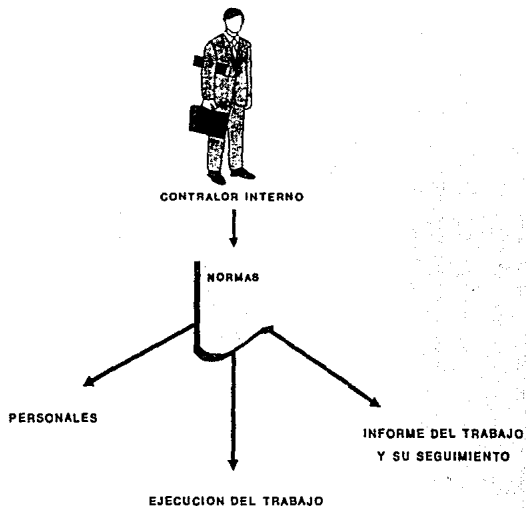 CONTRALOR INTERNO
NORMAS
PERSONALES
INFORME DEL TRABAJO
Y SU SEGUIMIENTO
EJECUCION DEL TRABAJO